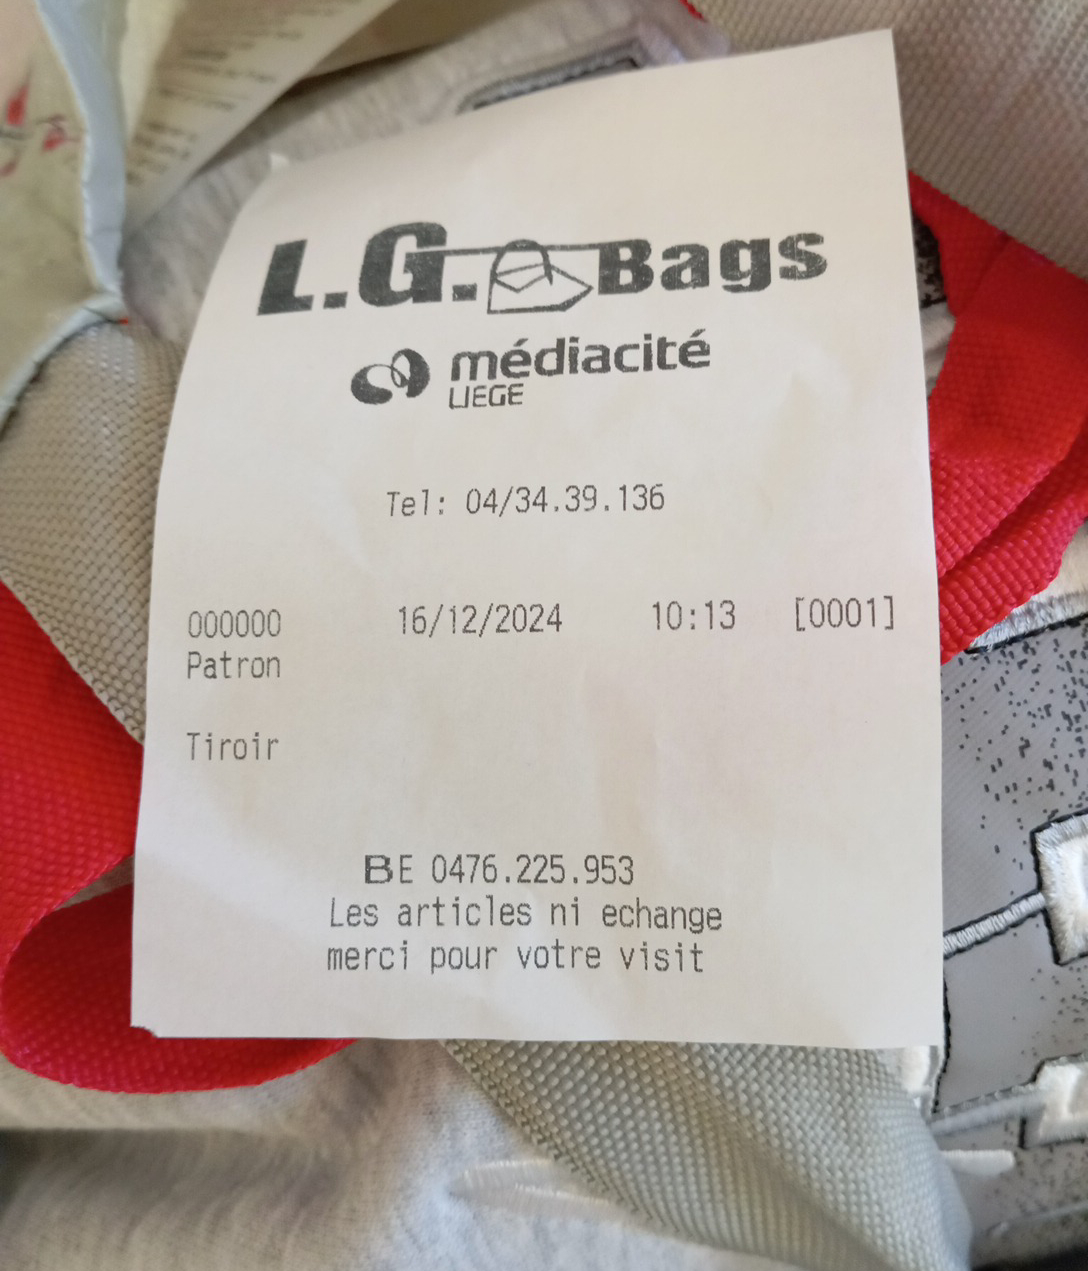 L.G. Bags
médiacité
LIEGE
Tel: 04/34.39.136
000000 16/12/2024 10:13 [0001]
Patron
Tiroir
BE 0476.225.953
Les articles ni echange
merci pour votre visit